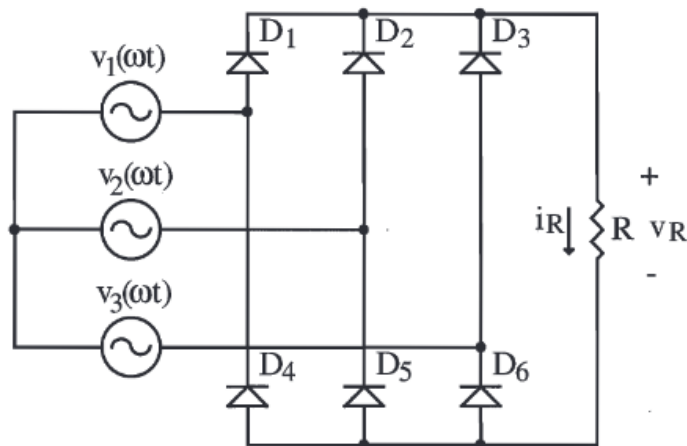 D1 D2 D3
v1(ωt)
v2(ωt)
+
iR R vR
-
v3(ωt)
D4 D5 D6